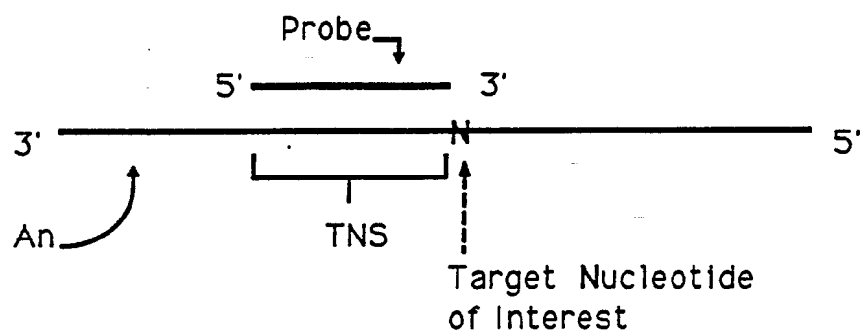 Probe
5' 3'
3' N 5'
An TNS
Target Nucleotide
of Interest